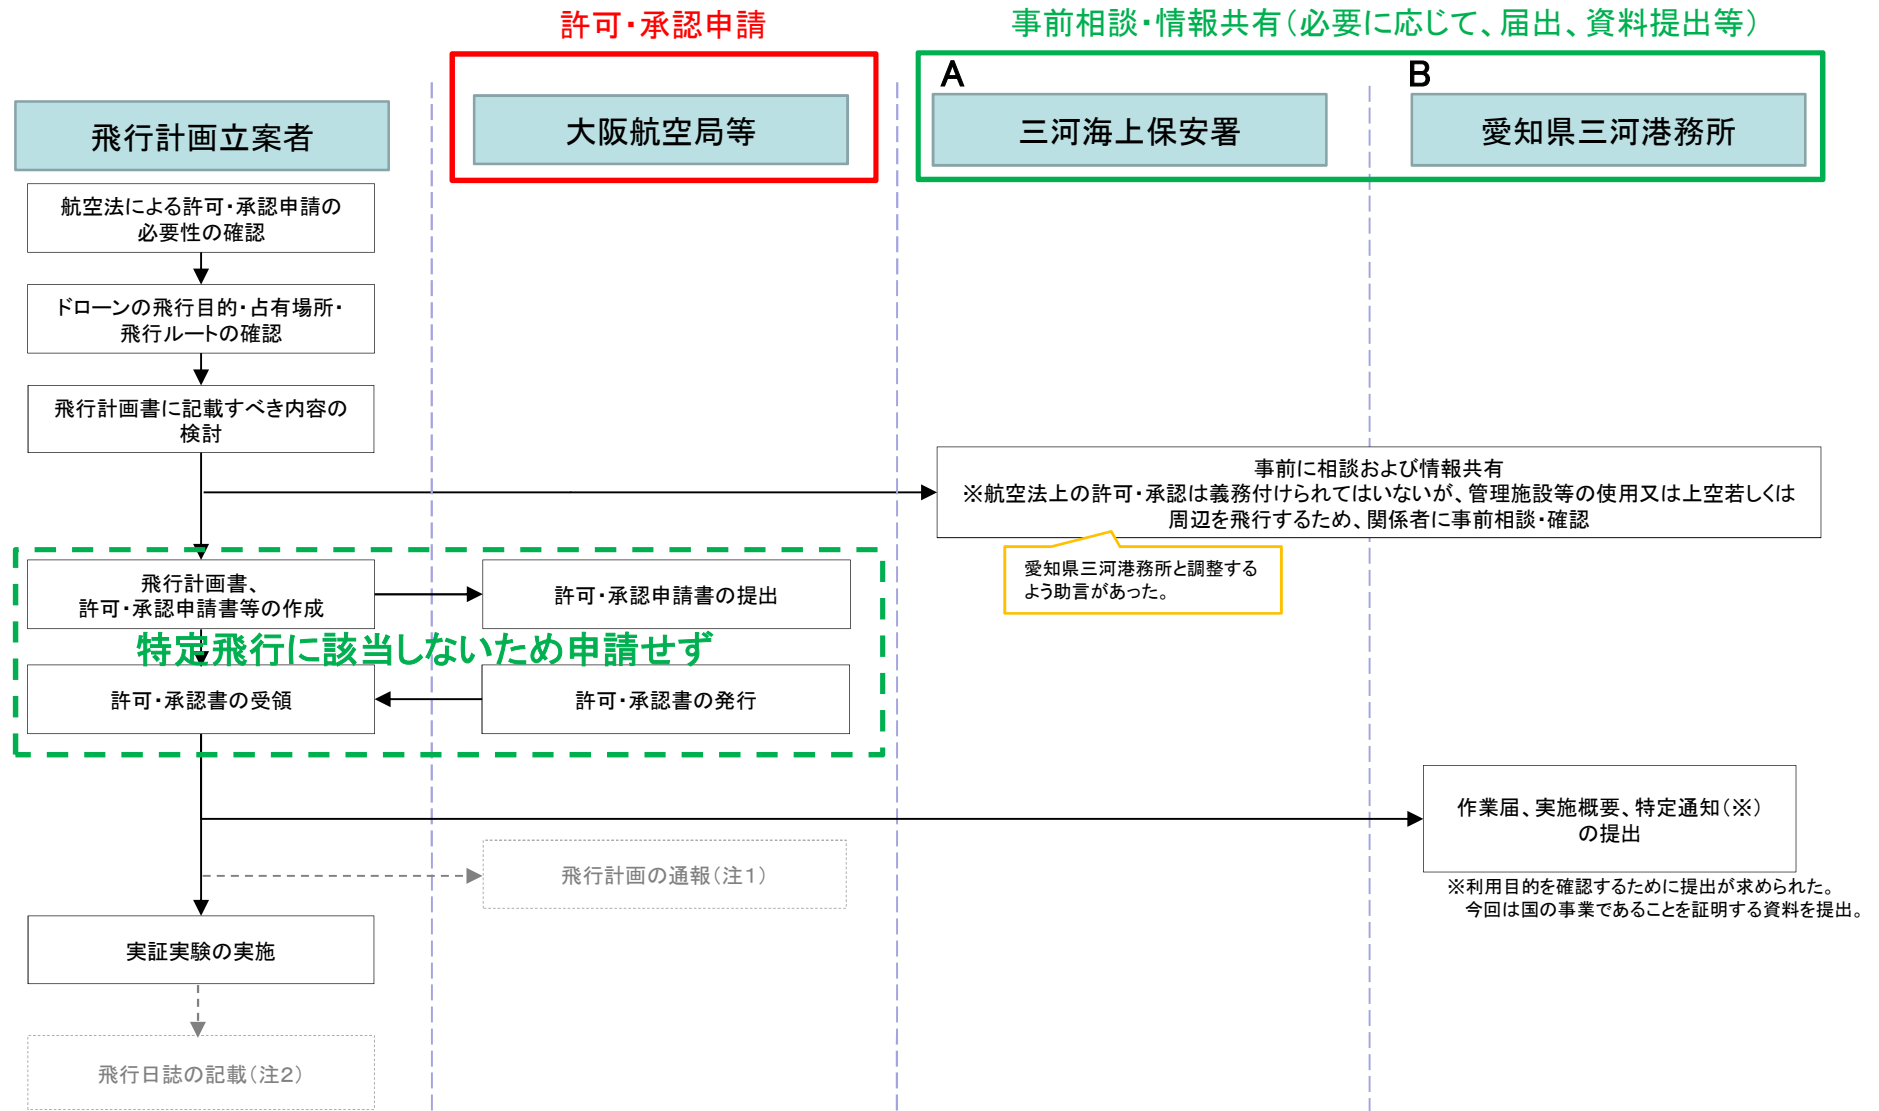 許可・承認申請
事前相談・情報共有（必要に応じて、届出、資料提出等）
飛行計画立案者
大阪航空局等
A
三河海上保安署
B
愛知県三河港務所
航空法による許可・承認申請の
必要性の確認
ドローンの飛行目的・占有場所・
飛行ルートの確認
飛行計画書に記載すべき内容の
検討
事前に相談および情報共有
※航空法上の許可・承認は義務付けられてはいないが、管理施設等の使用又は上空若しくは
周辺を飛行するため、関係者に事前相談・確認
愛知県三河港務所と調整する
よう助言があった。
飛行計画書、
許可・承認申請書等の作成
許可・承認申請書の提出
特定飛行に該当しないため申請せず
許可・承認書の受領
許可・承認書の発行
作業届、実施概要、特定通知（※）
の提出
※利用目的を確認するために提出が求められた。
今回は国の事業であることを証明する資料を提出。
飛行計画の通報（注1）
実証実験の実施
飛行日誌の記載（注2）